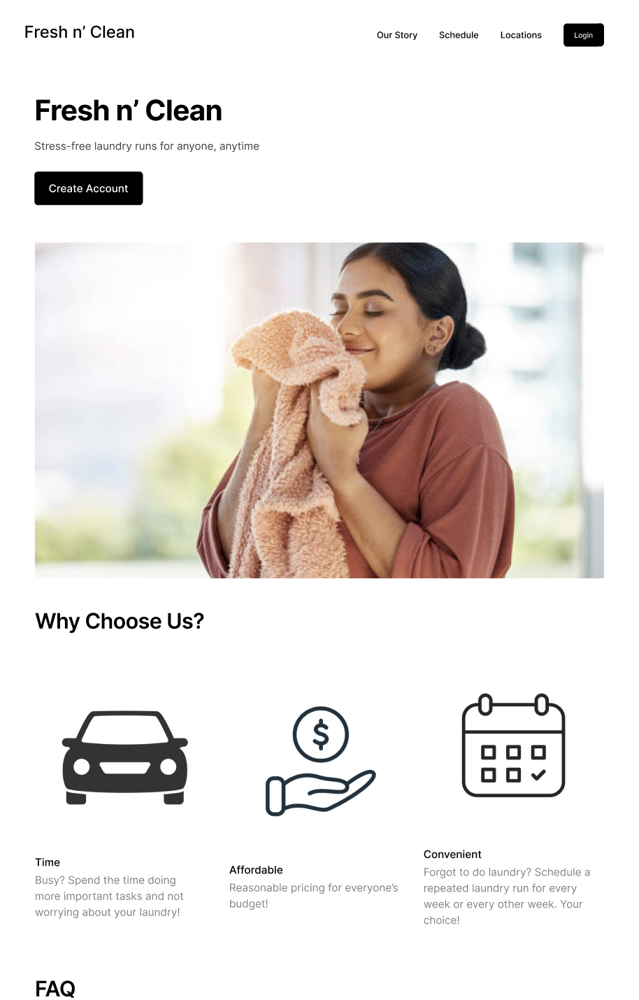 Fresh n’ Clean
Our Story
Schedule
Locations
Login
Fresh n’ Clean
Stress-free laundry runs for anyone, anytime
Create Account
Why Choose Us?
$
Time
Busy? Spend the time doing
more important tasks and not
worrying about your laundry!
Affordable
Reasonable pricing for everyone’s
budget!
Convenient
Forgot to do laundry? Schedule a
repeated laundry run for every
week or every other week. Your
choice!
FAQ